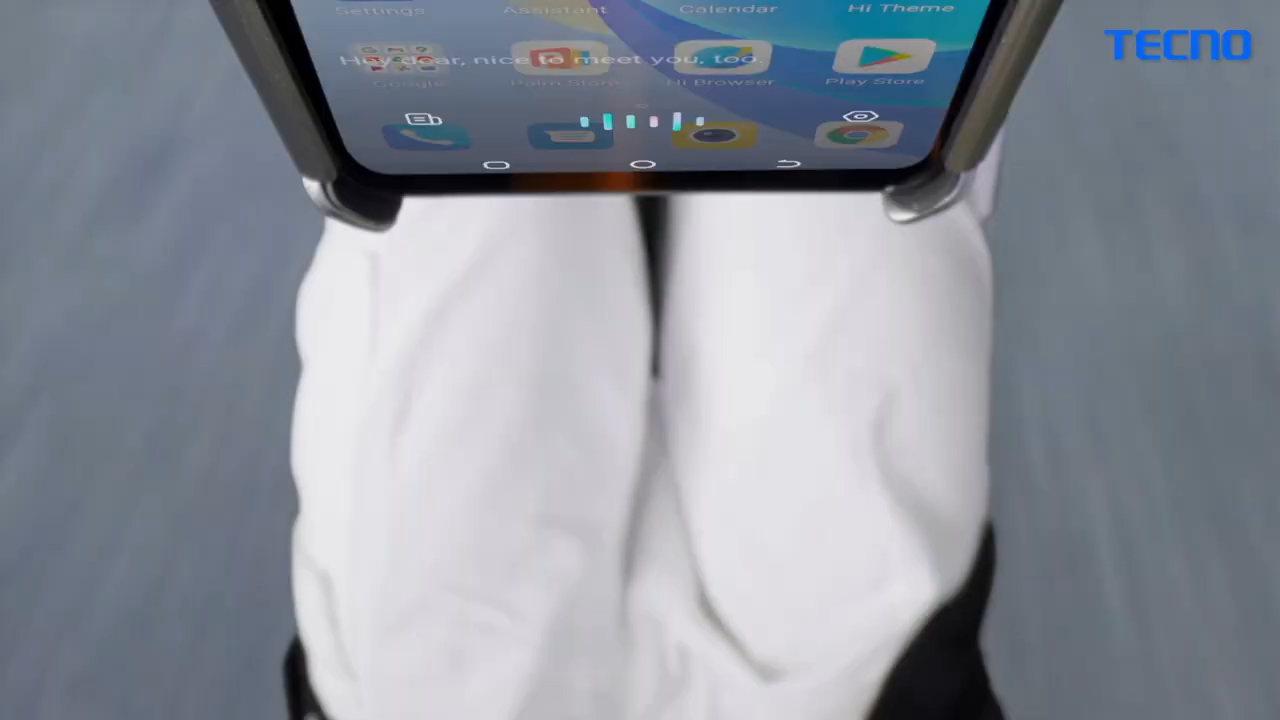 TECNO
Settings
Assistant
Calendar
Hi Theme
Hey dear, nice to meet you, too.
Google
Palm Store
Hi Browser
Play Store